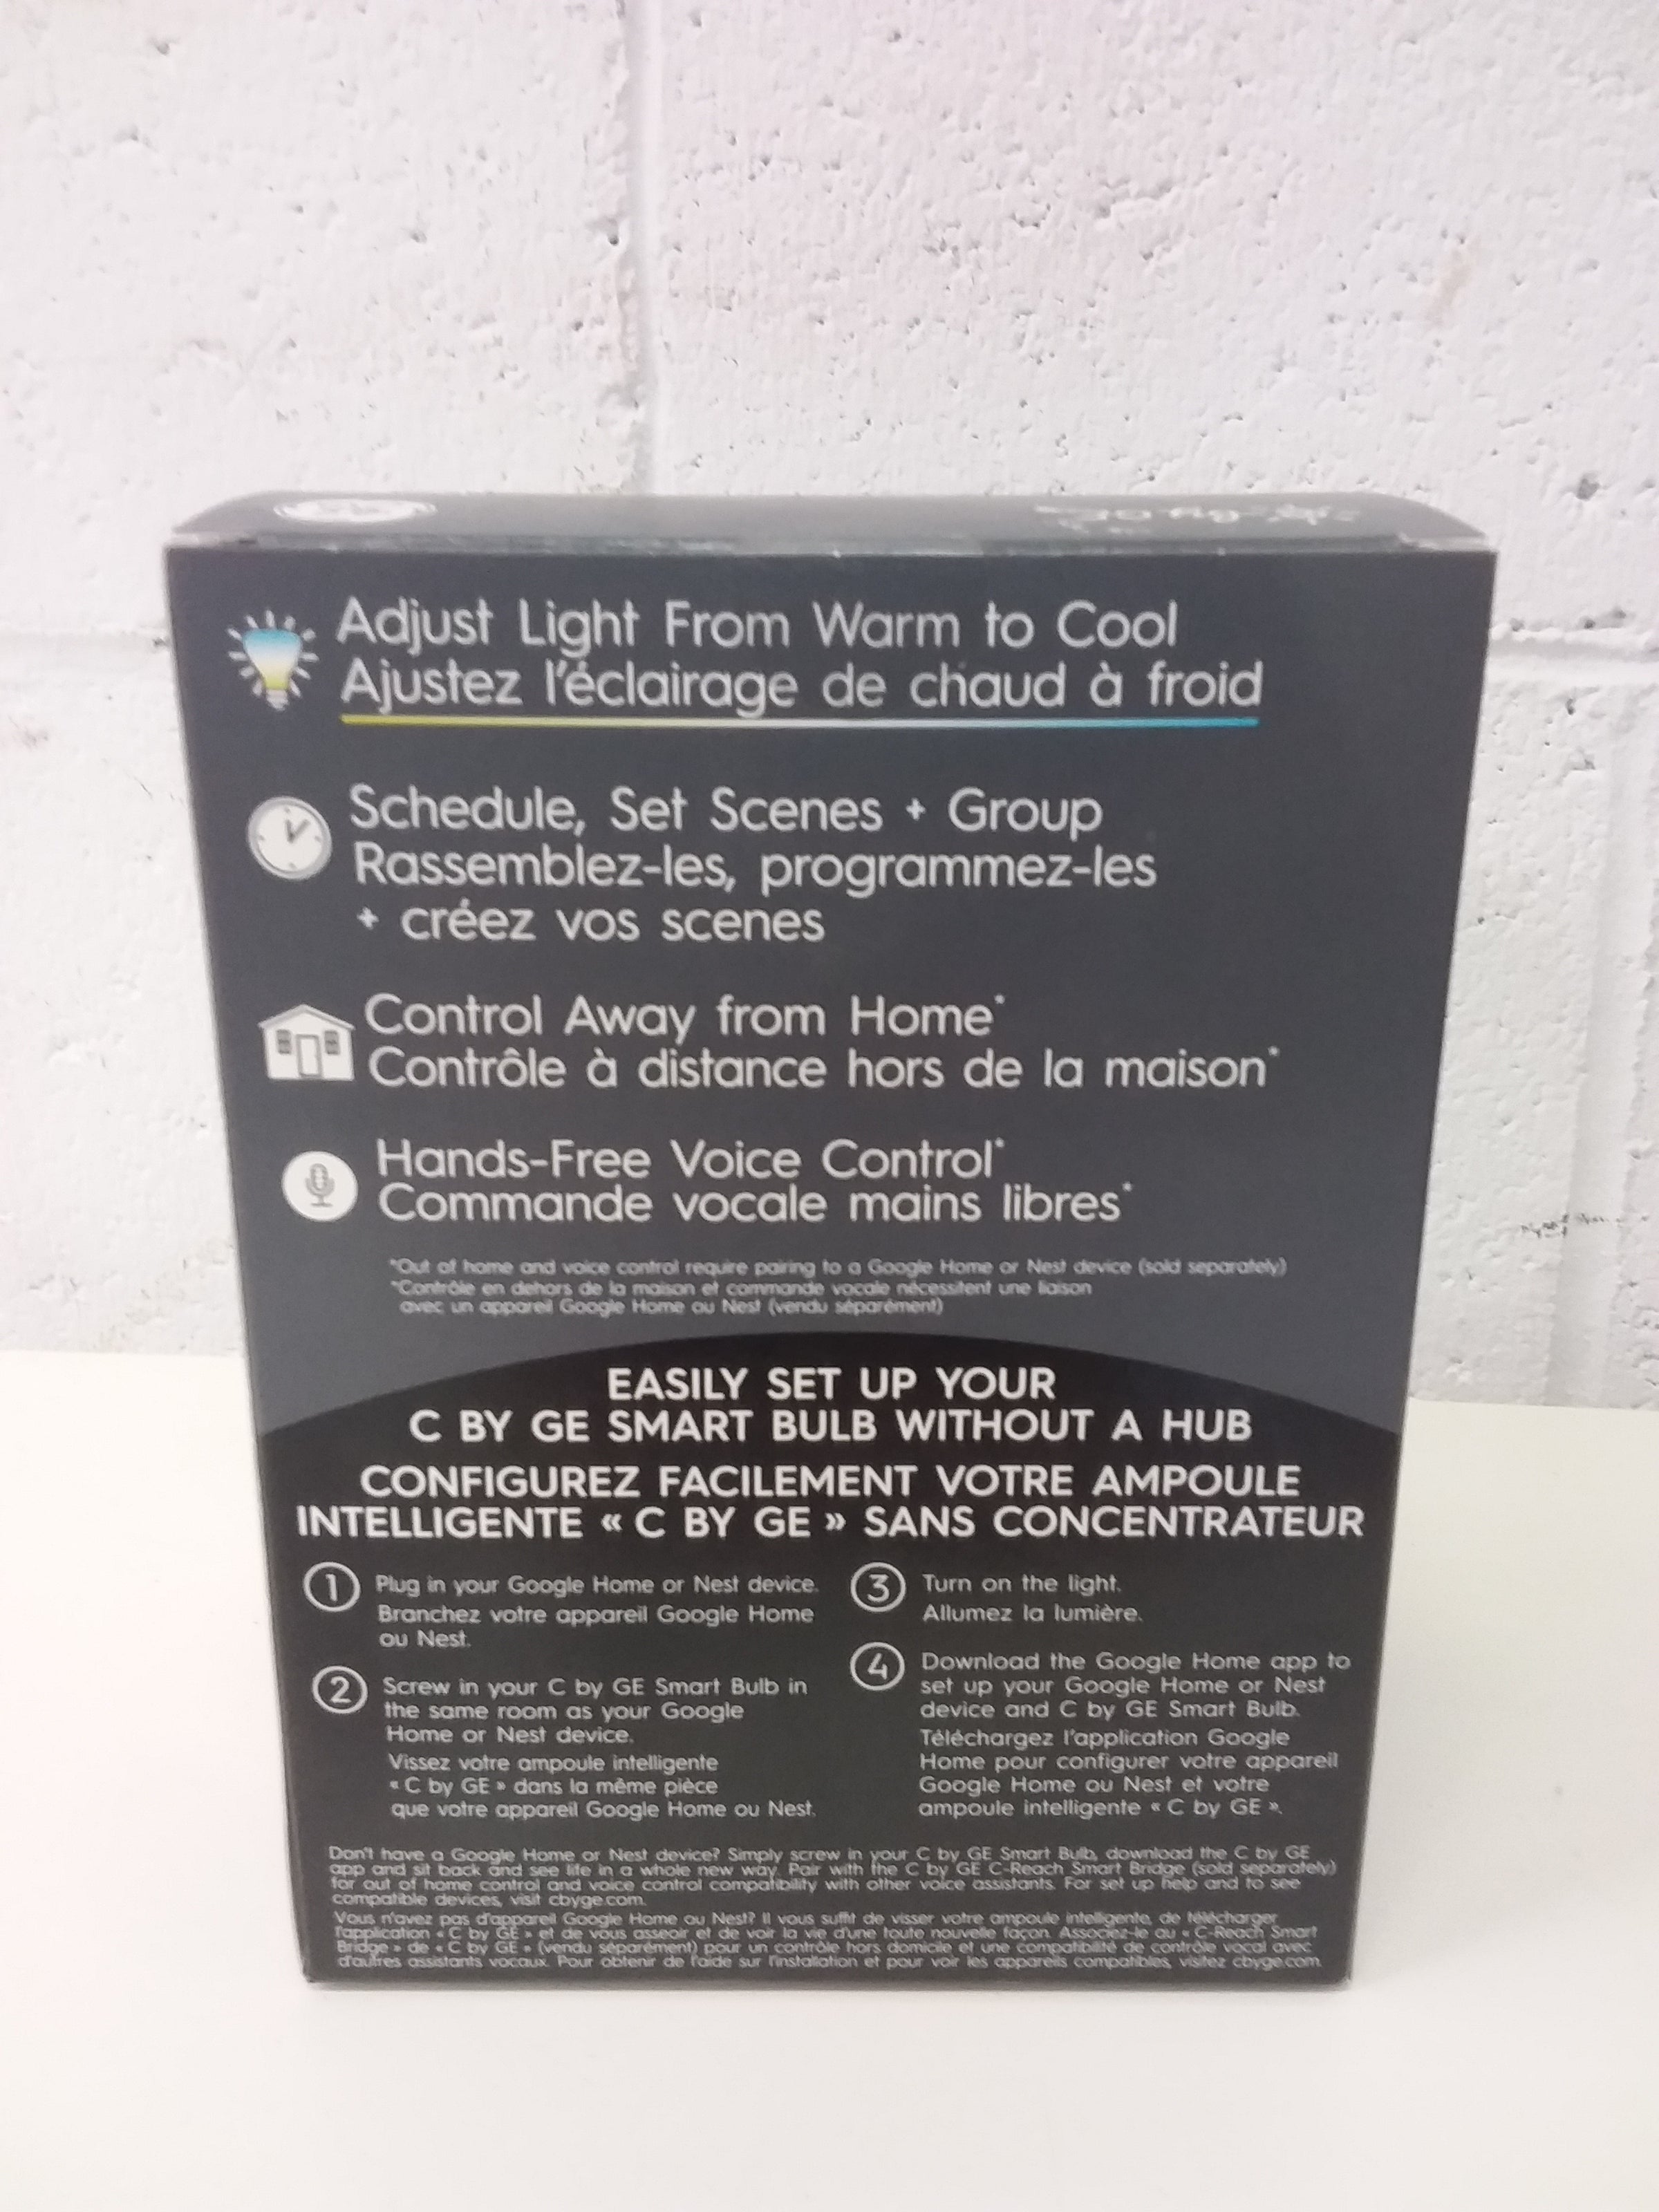 Adjust Light From Warm to Cool
Ajustez l'éclairage de chaud à froid
Schedule, Set Scenes + Group
Rassemblez-les, programmez-les
+ créez vos scenes
Control Away from Home*
Contrôle à distance hors de la maison*
Hands-Free Voice Control*
Commande vocale mains libres*
*Out of home and voice control require pairing to a Google Home or Nest device (sold separately)
*Contrôle en dehors de la maison et commande vocale nécessitent une liaison
avec un appareil Google Home ou Nest (vendu séparément)
EASILY SET UP YOUR
C BY GE SMART BULB WITHOUT A HUB
CONFIGUREZ FACILEMENT VOTRE AMPOULE
INTELLIGENTE « C BY GE » SANS CONCENTRATEUR
1 Plug in your Google Home or Nest device.
Branchez votre appareil Google Home
ou Nest.
2 Screw in your C by GE Smart Bulb in
the same room as your Google
Home or Nest device.
Vissez votre ampoule intelligente
« C by GE » dans la même pièce
que votre appareil Google Home ou Nest.
3 Turn on the light.
Allumez la lumière.
4 Download the Google Home app to
set up your Google Home or Nest
device and C by GE Smart Bulb.
Téléchargez l'application Google
Home pour configurer votre appareil
Google Home ou Nest et votre
ampoule intelligente « C by GE ».
Don't have a Google Home or Nest device? Simply screw in your C by GE Smart Bulb, download the C by GE
app and sit back and see life in a whole new way. Pair with the C by GE C-Reach Smart Bridge (sold separately)
for out of home control and voice control compatibility with other voice assistants. For set up help and to see
compatible devices, visit cbyge.com.
Vous n'avez pas d'appareil Google Home ou Nest? Il vous suffit de visser votre ampoule intelligente, de télécharger
l'application « C by GE » et de vous asseoir et de voir la vie d'une toute nouvelle façon. Associez-le au « C-Reach Smart
Bridge » de « C by GE » (vendu séparément) pour un contrôle hors domicile et une compatibilité de contrôle vocal avec
d'autres assistants vocaux. Pour obtenir de l'aide sur l'installation et pour voir les appareils compatibles, visitez cbyge.com.